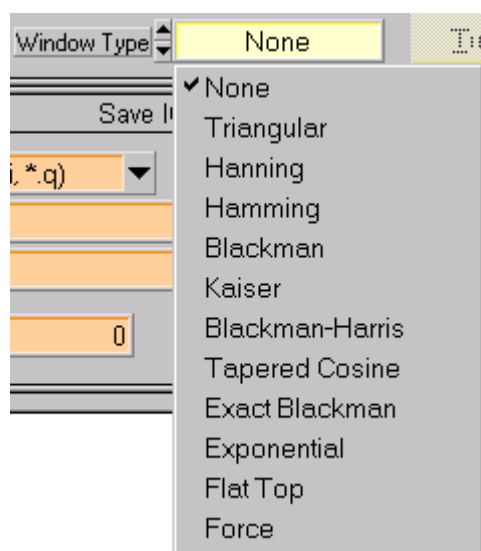 Window Type None
None
Save
Triangular
i, *.q)
Hanning
Hamming
Blackman
Kaiser
0
Blackman-Harris
Tapered Cosine
Exact Blackman
Exponential
Flat Top
Force